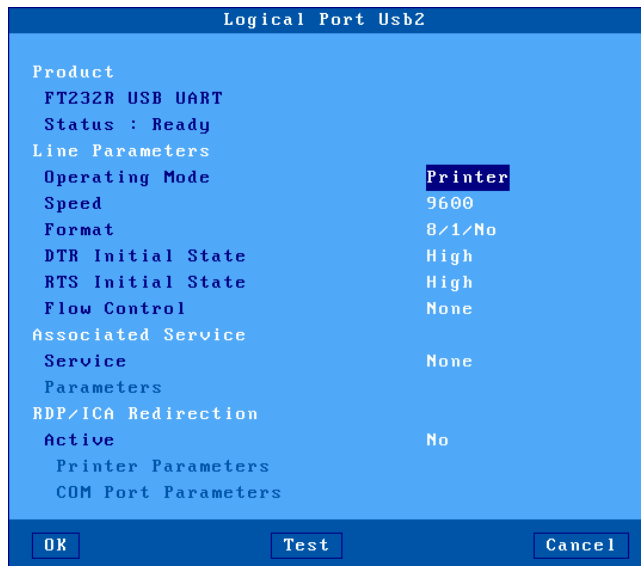 Logical Port Usb2
Product
FT232R USB UART
Status : Ready
Line Parameters
Operating Mode Printer
Speed 9600
Format 8/1/No
DTR Initial State High
RTS Initial State High
Flow Control None
Associated Service
Service None
Parameters
RDP/ICA Redirection
Active No
Printer Parameters
COM Port Parameters
OK Test Cancel